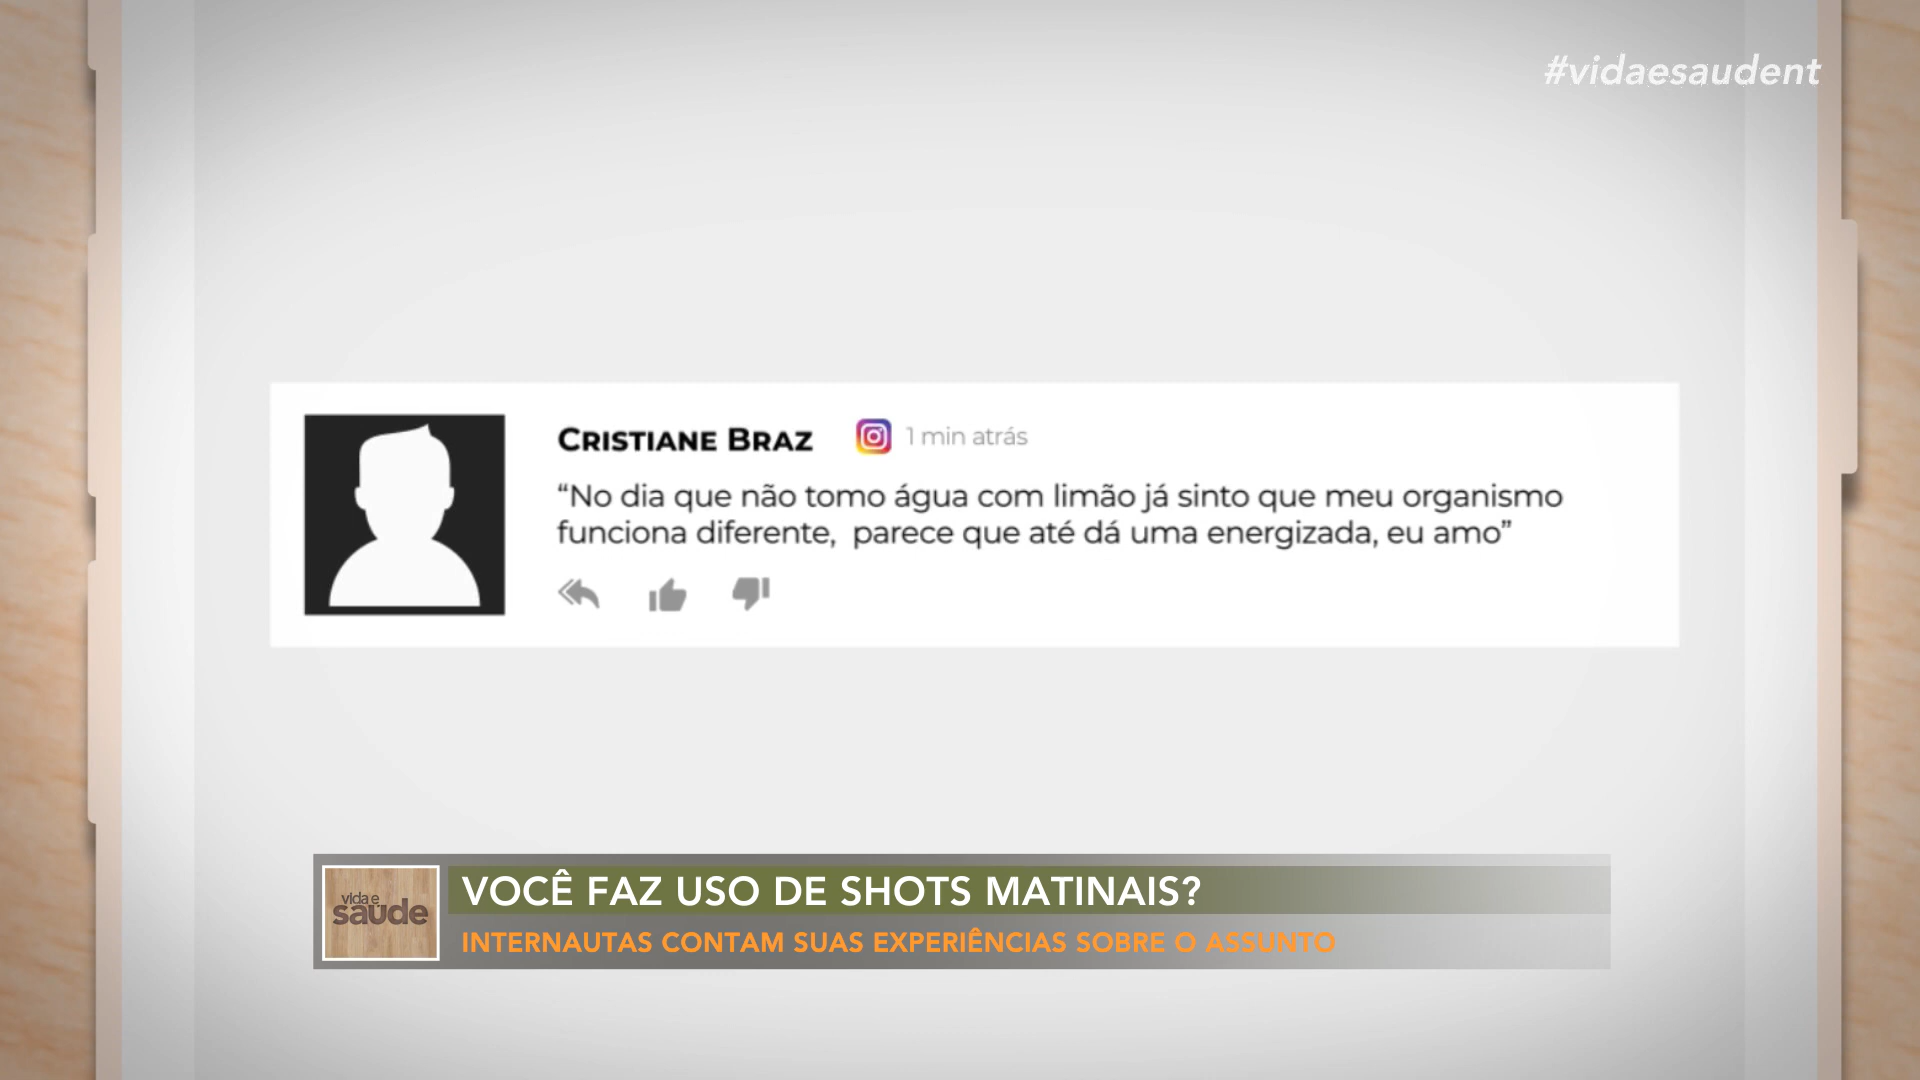 #vidaesaudent
CRISTIANE BRAZ 1 min atrás
“No dia que não tomo água com limão já sinto que meu organismo
funciona diferente, parece que até dá uma energizada, eu amo”
vida e
saúde
VOCÊ FAZ USO DE SHOTS MATINAIS?
INTERNAUTAS CONTAM SUAS EXPERIÊNCIAS SOBRE O ASSUNTO